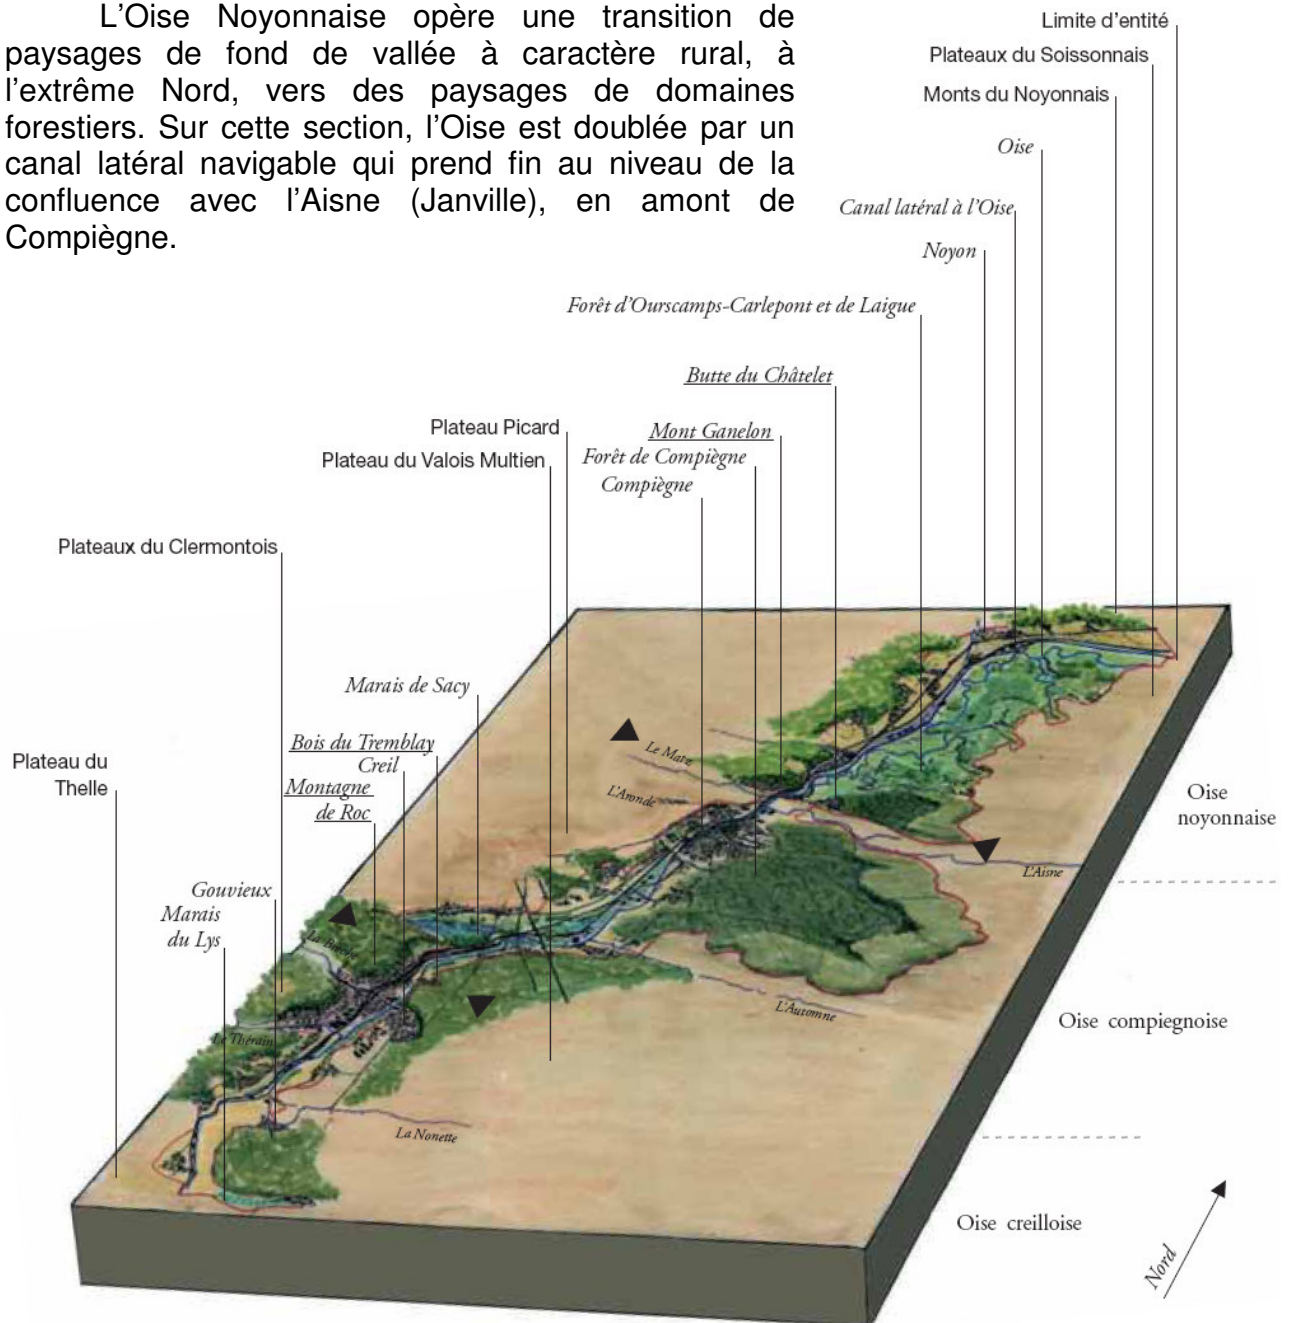 L’Oise Noyonnaise opère une transition de
paysages de fond de vallée à caractère rural, à
l’extrême Nord, vers des paysages de domaines
forestiers. Sur cette section, l’Oise est doublée par un
canal latéral navigable qui prend fin au niveau de la
confluence avec l’Aisne (Janville), en amont de
Compiègne.
Limite d’entité
Plateaux du Soissonnais
Monts du Noyonnais
Oise
Canal latéral à l’Oise
Noyon
Forêt d’Ourscamps-Carlepont et de Laigue
Butte du Châtelet
Plateau Picard
Mont Ganelon
Plateau du Valois Multien
Forêt de Compiègne
Compiègne
Plateaux du Clermontois
Marais de Sacy
Bois du Tremblay
Creil
Montagne
de Roc
Plateau du
Thelle
Gouvieux
Marais
du Lys
Le Matz
L’Aronde
L’Aisne
La Brêche
Le Thérain
L’Automne
La Nonette
Oise
noyonnaise
Oise compiegnoise
Oise creilloise
Nord